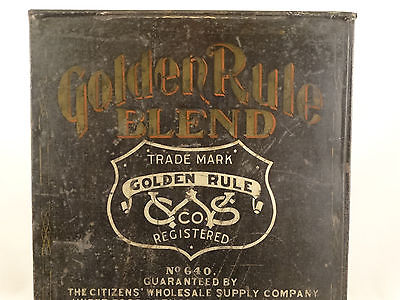 Golden Rule
BLEND
TRADE MARK
GOLDEN RULE
CO
REGISTERED
No 640.
GUARANTEED BY
THE CITIZENS' WHOLESALE SUPPLY COMPANY